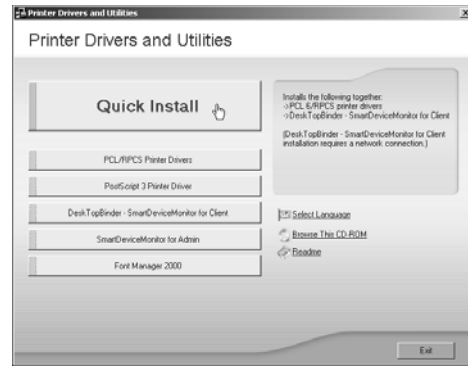 Printer Drivers and Utilities
Printer Drivers and Utilities
Quick Install
Installs the following together:
->PCL 6/RPCS printer drivers
->DeskTopBinder - SmartDeviceMonitor for Client
(DeskTopBinder - SmartDeviceMonitor for Client
installation requires a network connection.)
PCL/RPCS Printer Drivers
PostScript 3 Printer Driver
DeskTopBinder - SmartDeviceMonitor for Client
SmartDeviceMonitor for Admin
Font Manager 2000
Select Language
Browse This CD-ROM
Readme
Exit